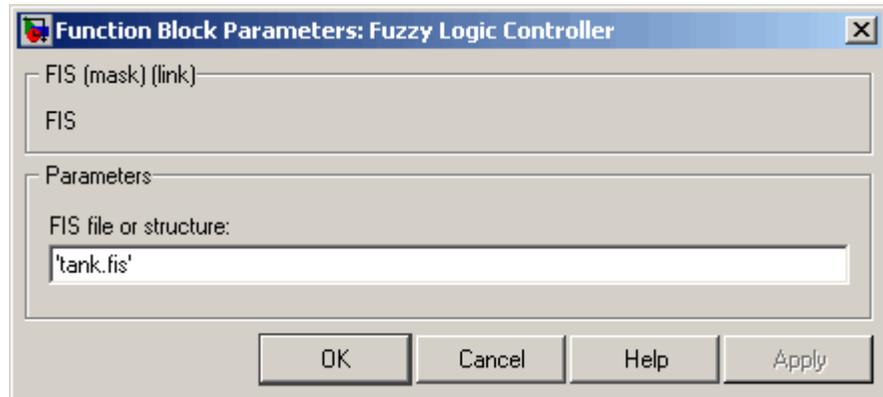 Function Block Parameters: Fuzzy Logic Controller
FIS (mask) (link)
FIS
Parameters
FIS file or structure:
'tank.fis'
OK Cancel Help Apply